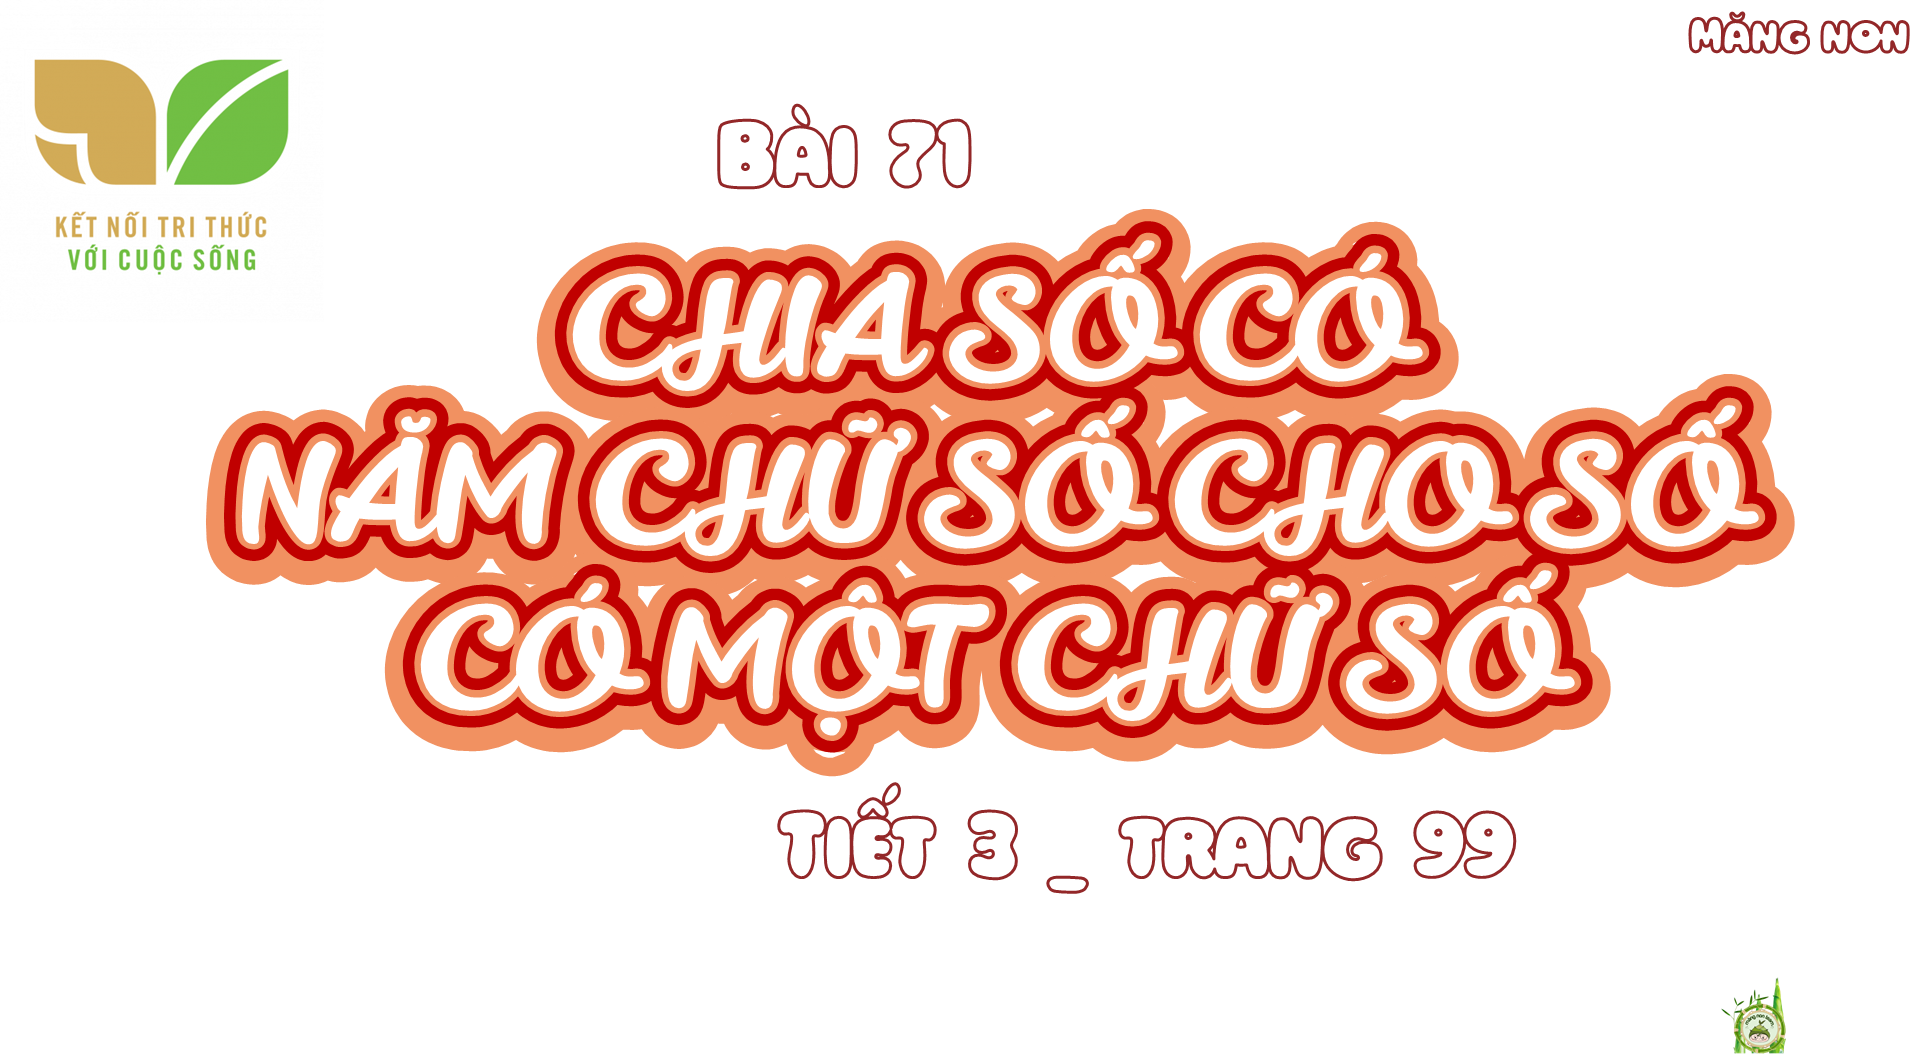 MĂNG NON
KẾT NỐI TRI THỨC
VỚI CUỘC SỐNG
BÀI 71
CHIA SỐ CÓ
NĂM CHỮ SỐ CHO SỐ
CÓ MỘT CHỮ SỐ
TIẾT 3 _ TRANG 99